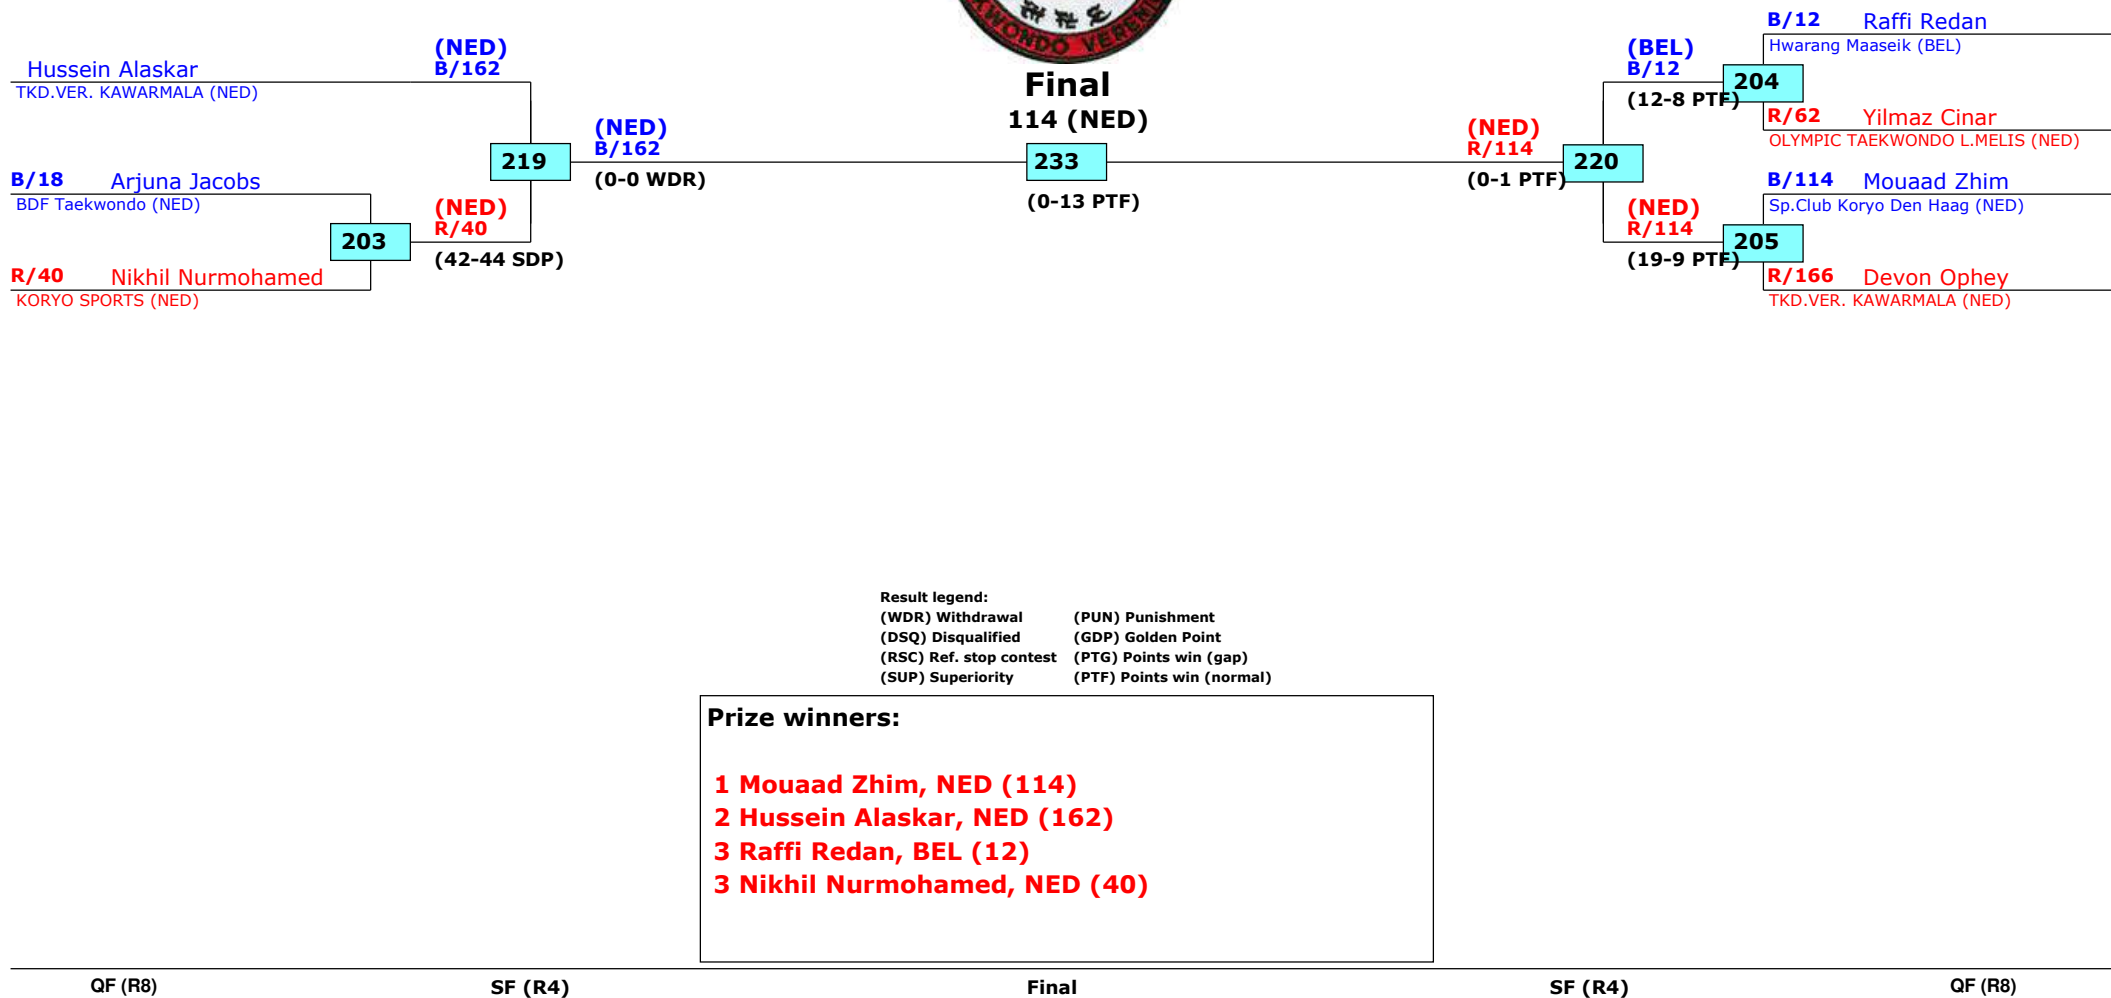 跆拳道
KWONDO VERENI
Final
114 (NED)
233
(0-13 PTF)
Hussein Alaskar
TKD.VER. KAWARMALA (NED)
(NED)
B/162
219
(NED)
B/162
(0-0 WDR)
B/18 Arjuna Jacobs
BDF Taekwondo (NED)
203
(NED)
R/40
(42-44 SDP)
R/40 Nikhil Nurmohamed
KORYO SPORTS (NED)
(NED)
R/114
(0-1 PTF)
220
(BEL)
B/12
(12-8 PTF)
204
B/12 Raffi Redan
Hwarang Maaseik (BEL)
R/62 Yilmaz Cinar
OLYMPIC TAEKWONDO L.MELIS (NED)
(NED)
R/114
(19-9 PTF)
205
B/114 Mouaad Zhim
Sp.Club Koryo Den Haag (NED)
R/166 Devon Ophey
TKD.VER. KAWARMALA (NED)
Result legend:
(WDR) Withdrawal (PUN) Punishment
(DSQ) Disqualified (GDP) Golden Point
(RSC) Ref. stop contest (PTG) Points win (gap)
(SUP) Superiority (PTF) Points win (normal)
Prize winners:
1 Mouaad Zhim, NED (114)
2 Hussein Alaskar, NED (162)
3 Raffi Redan, BEL (12)
3 Nikhil Nurmohamed, NED (40)
QF (R8) SF (R4) Final SF (R4) QF (R8)